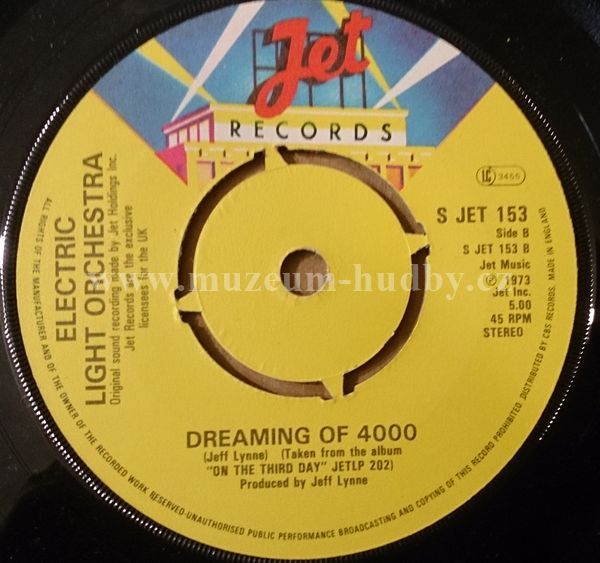 Jet
RECORDS
LC 3466
S JET 153
Side B
S JET 153 B
Jet Music
℗ 1973
Jet Inc.
5.00
45 RPM
STEREO
ELECTRIC
LIGHT ORCHESTRA
Original sound recording made by Jet Holdings Inc.
Jet Records are the exclusive
licensees for the UK
www.muzeum-hudby.cz
DREAMING OF 4000
(Jeff Lynne) (Taken from the album
"ON THE THIRD DAY" JETLP 202)
Produced by Jeff Lynne
ALL RIGHTS OF THE MANUFACTURER AND OF THE OWNER OF THE RECORDED WORK RESERVED-UNAUTHORISED PUBLIC PERFORMANCE BROADCASTING AND COPYING OF THIS RECORD PROHIBITED. DISTRIBUTED BY CBS RECORDS. MADE IN ENGLAND.